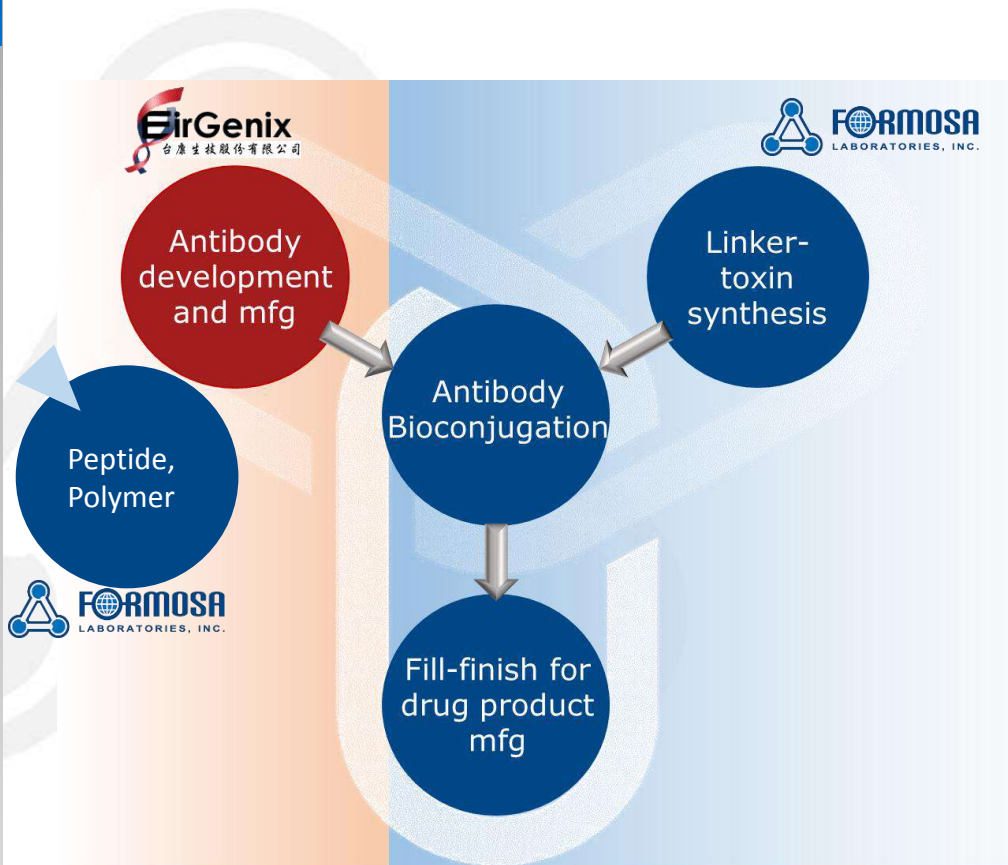 EirGenix
台康生技股份有限公司
FORMOSA
LABORATORIES, INC.
Antibody
development
and mfg
Linker-
toxin
synthesis
Antibody
Bioconjugation
Peptide,
Polymer
FORMOSA
LABORATORIES, INC.
Fill-finish for
drug product
mfg